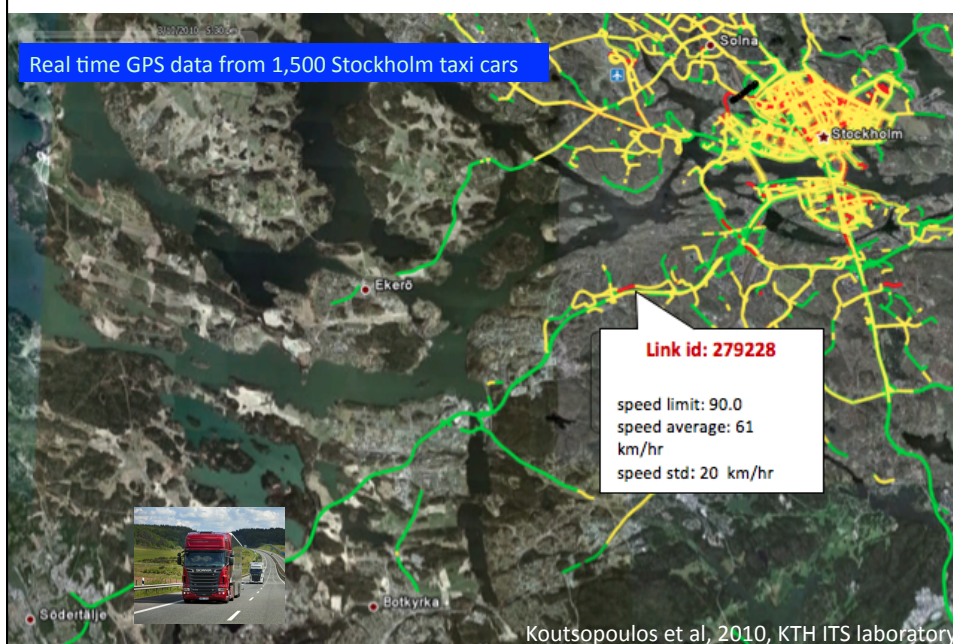 Real time GPS data from 1,500 Stockholm taxi cars
Solna
Stockholm
Ekerö
Link id: 279228
speed limit: 90.0
speed average: 61
km/hr
speed std: 20 km/hr
Södertälje
Botkyrka
Koutsopoulos et al, 2010, KTH ITS laboratory